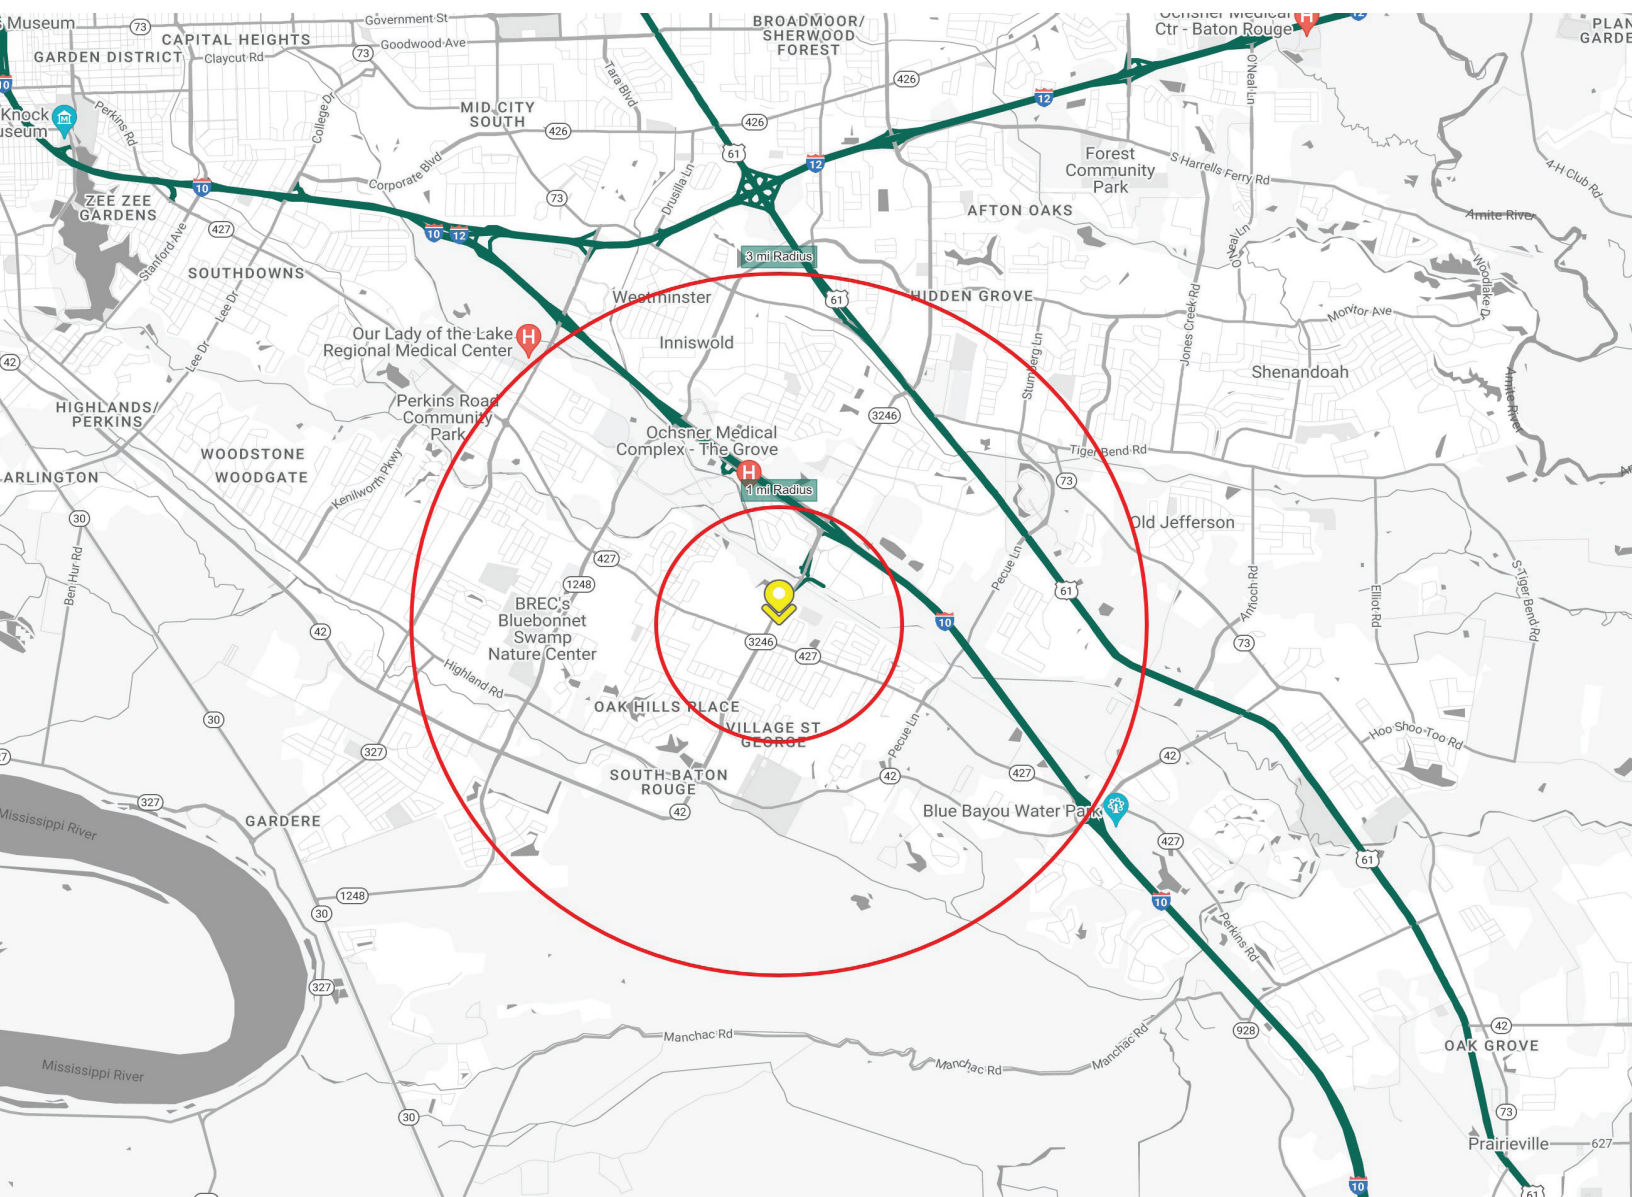 Museum
73
Government St
CAPITAL HEIGHTS
GARDEN DISTRICT
Claycut Rd
Goodwood Ave
73
BROADMOOR/
SHERWOOD
FOREST
Ochsner Medical
Ctr - Baton Rouge
12
PLAN
GARDE
10
Knock
useum
Perkins Rd
College Dr
MID CITY
SOUTH
Tara Blvd
426
426
426
12
O'Neal Ln
61
12
Corporate Blvd
Drusilla Ln
Forest
Community
Park
S Harrells Ferry Rd
4-H Club Rd
10
ZEE ZEE
GARDENS
427
73
AFTON OAKS
Amite River
10
12
Stanford Ave
SOUTHDOWNS
3 mi Radius
O'Neal Ln
Woodlake Dr
Lee Dr
Westminster
61
HIDDEN GROVE
Jones Creek Rd
Monitor Ave
Our Lady of the Lake
Regional Medical Center
Inniswold
Stumberg Ln
Shenandoah
42
Lee Dr
Amite River
HIGHLANDS/
PERKINS
Perkins Road
Community
Park
3246
Ochsner Medical
Complex - The Grove
Tiger Bend Rd
WOODSTONE
WOODGATE
ARLINGTON
Kenilworth Pkwy
1 mi Radius
73
30
Old Jefferson
Ben Hur Rd
427
1248
Pecue Ln
61
Antioch Rd
Elliot Rd
S Tiger Bend Rd
BREC's
Bluebonnet
Swamp
Nature Center
42
10
3246
427
73
Highland Rd
30
OAK HILLS PLACE
VILLAGE ST
GEORGE
Pecue Ln
Hoo Shoo Too Rd
327
42
SOUTH BATON
ROUGE
42
427
327
42
Blue Bayou Water Park
Mississippi River
GARDERE
427
61
1248
30
10
Perkins Rd
327
Manchac Rd
Manchac Rd
Manchac Rd
928
42
OAK GROVE
Mississippi River
30
73
Prairieville
627
10
61